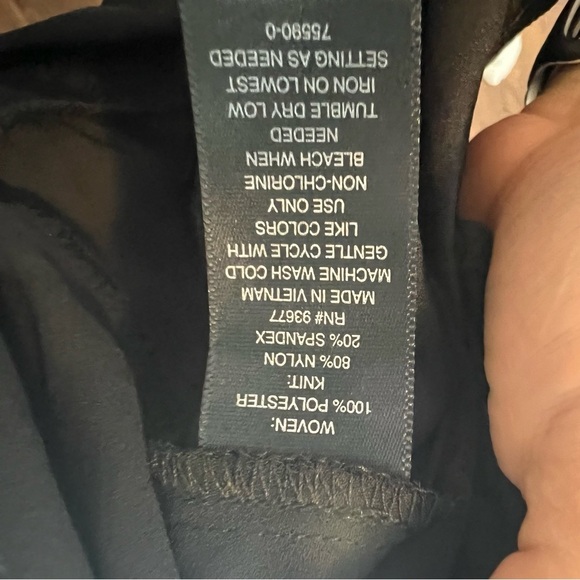 WOVEN:
100% POLYESTER
KNIT:
80% NYLON
20% SPANDEX
RN# 93677
MADE IN VIETNAM
MACHINE WASH COLD
GENTLE CYCLE WITH
LIKE COLORS
USE ONLY
NON-CHLORINE
BLEACH WHEN
NEEDED
TUMBLE DRY LOW
IRON ON LOWEST
SETTING AS NEEDED
75590-0